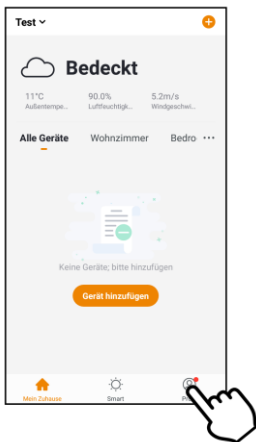 Test
Bedeckt
11°C 90.0% 5.2m/s
Außentempe... Luftfeuchtigk... Windgeschwi...
Alle Geräte Wohnzimmer Bedro ...
Keine Geräte; bitte hinzufügen
Gerät hinzufügen
Mein Zuhause Smart